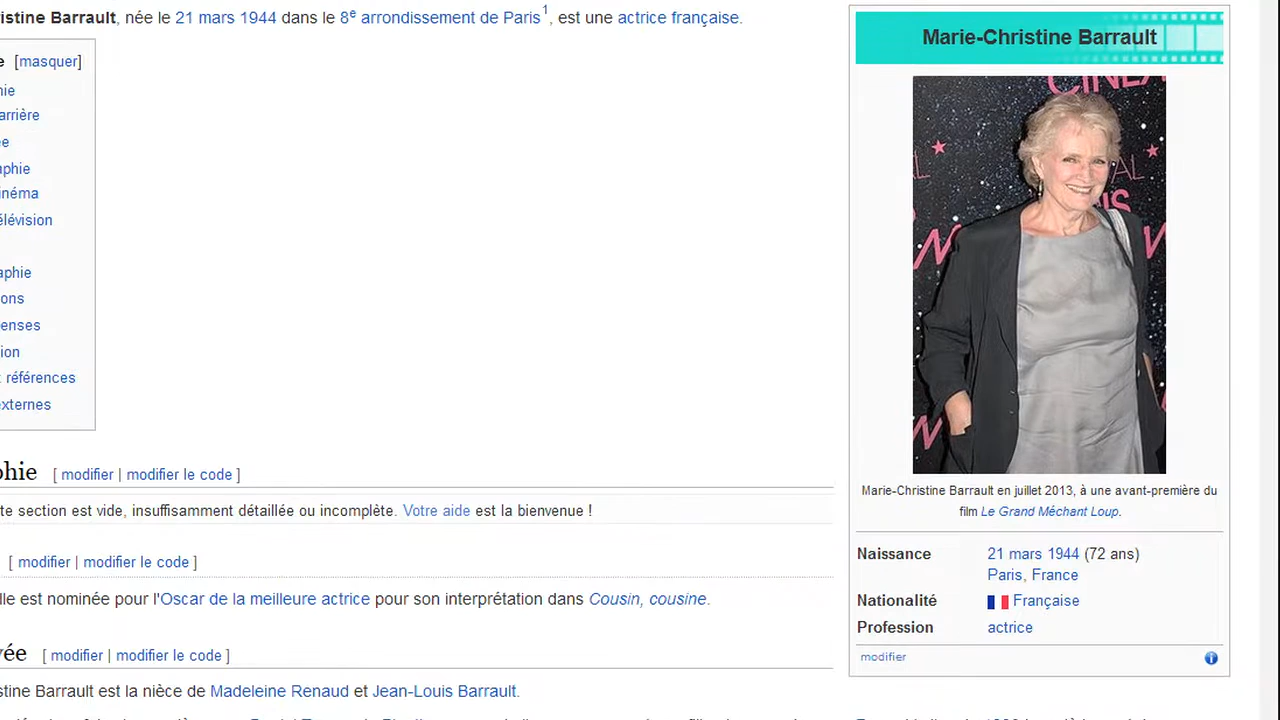 istine Barrault, née le 21 mars 1944 dans le 8e arrondissement de Paris1, est une actrice française.
e [masquer]
hie
arrière
ée
aphie
inéma
élévision
aphie
ons
enses
ion
références
externes
phie [ modifier | modifier le code ]
te section est vide, insuffisamment détaillée ou incomplète. Votre aide est la bienvenue !
[ modifier | modifier le code ]
lle est nominée pour l'Oscar de la meilleure actrice pour son interprétation dans Cousin, cousine.
vée [ modifier | modifier le code ]
stine Barrault est la nièce de Madeleine Renaud et Jean-Louis Barrault.
Marie-Christine Barrault
CINÉMA
Marie-Christine Barrault en juillet 2013, à une avant-première du
film Le Grand Méchant Loup.
Naissance 21 mars 1944 (72 ans)
Paris, France
Nationalité Française
Profession actrice
modifier